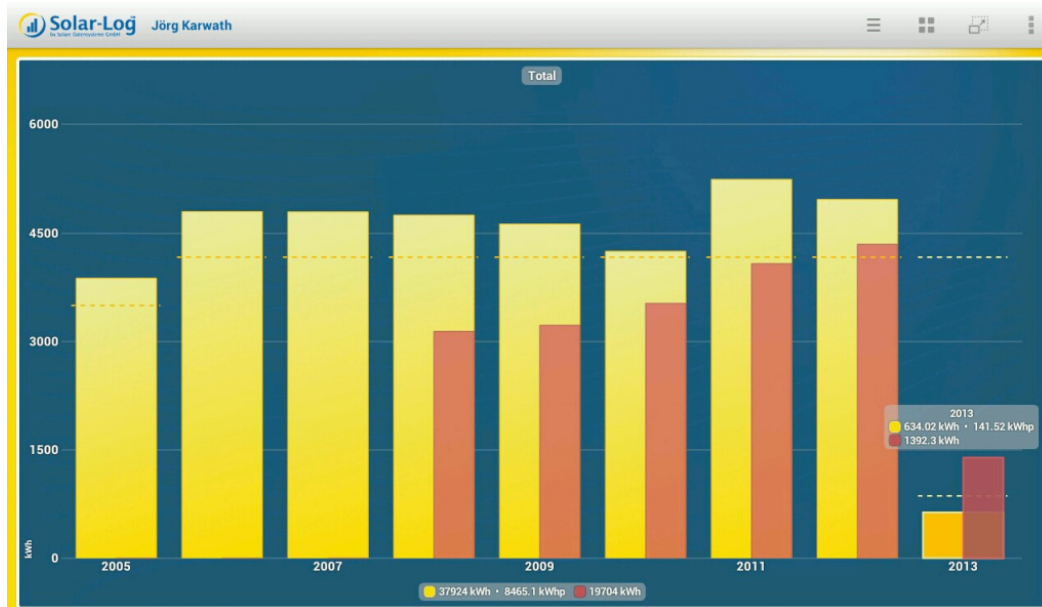 Solar-Log™ Jörg Karwath
Total
6000
4500
3000
1500
0
kWh
2005 2007 2009 2011 2013
2013
634.02 kWh • 141.52 kWhp
1392.3 kWh
37924 kWh • 8465.1 kWhp 19704 kWh